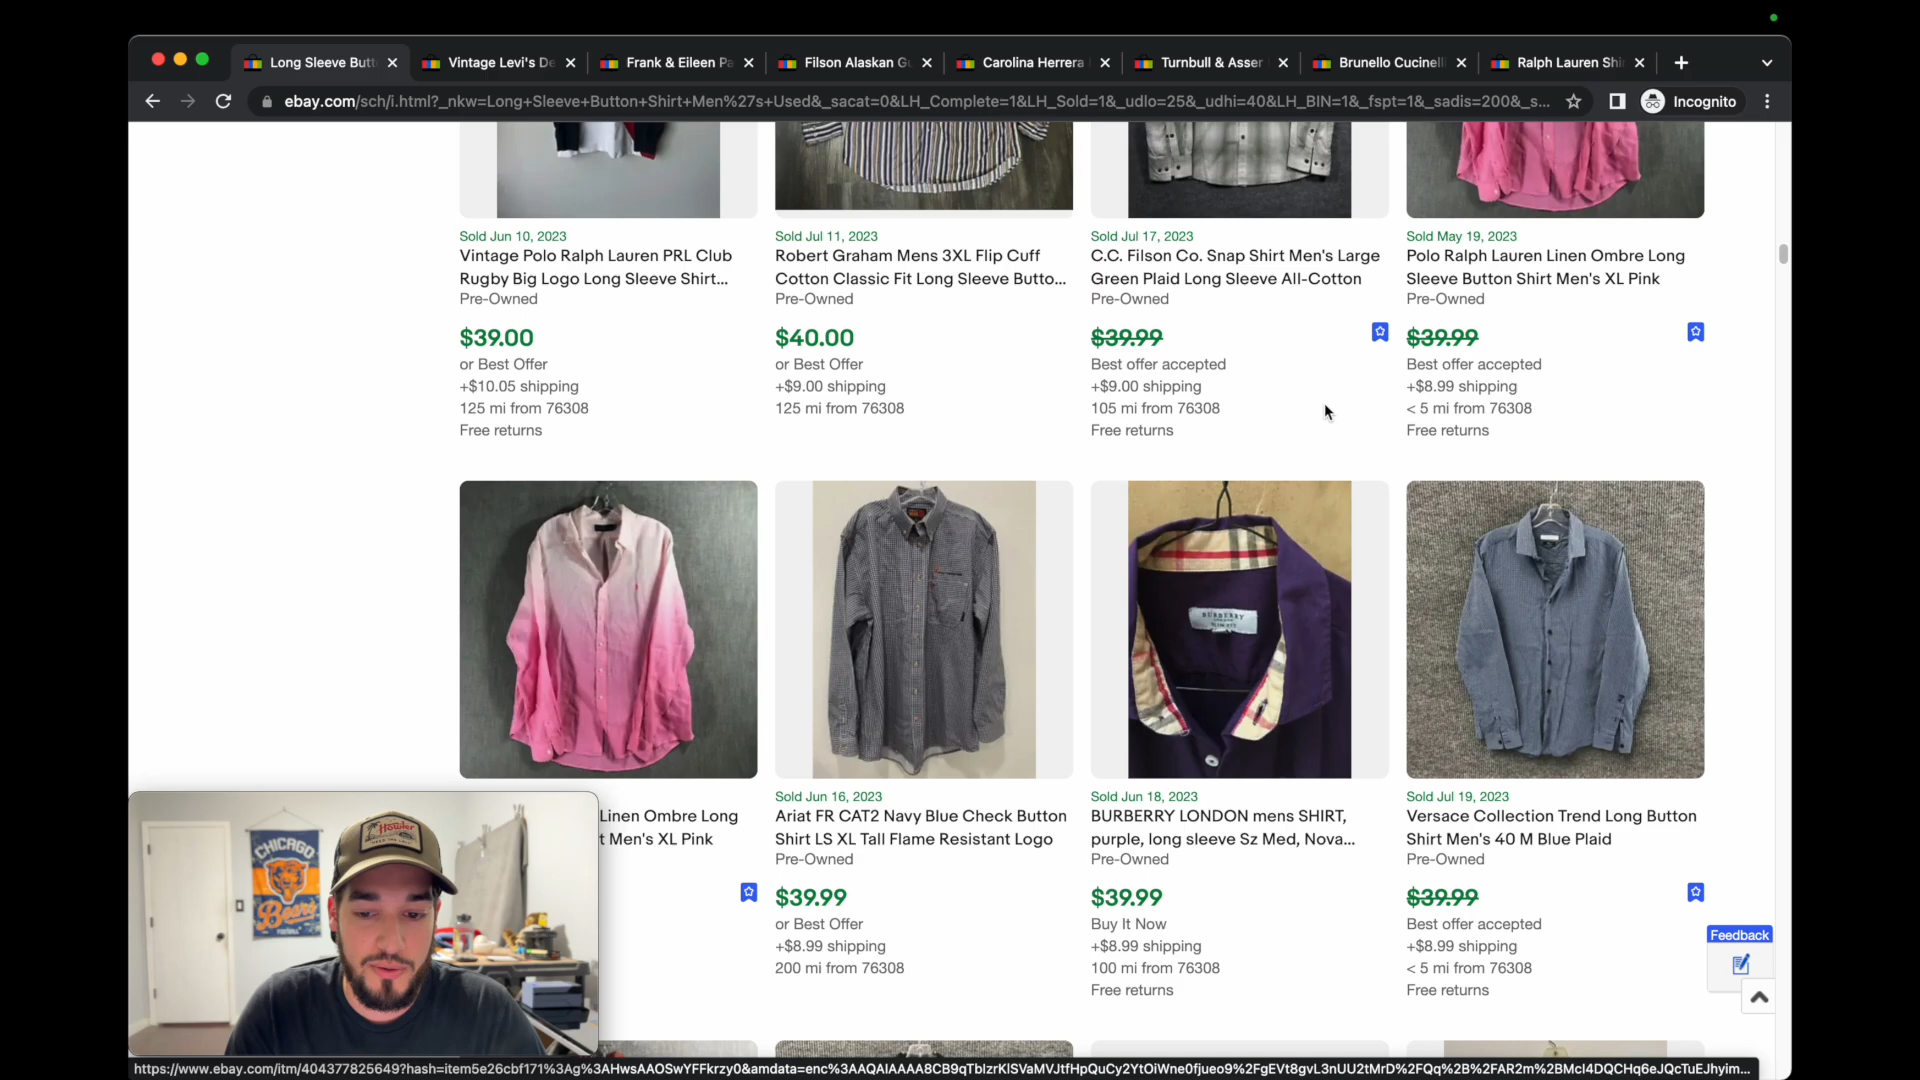 Long Sleeve Butt
Vintage Levi's De
Frank & Eileen Pa
Filson Alaskan Gu
Carolina Herrera
Turnbull & Asser
Brunello Cucinell
Ralph Lauren Shir
ebay.com/sch/i.html?_nkw=Long+Sleeve+Button+Shirt+Men%27s+Used&_sacat=0&LH_Complete=1&LH_Sold=1&_udlo=25&_udhi=40&LH_BIN=1&_fspt=1&_sadis=200&_s...
Incognito
Sold Jun 10, 2023
Vintage Polo Ralph Lauren PRL Club
Rugby Big Logo Long Sleeve Shirt...
Pre-Owned
$39.00
or Best Offer
+$10.05 shipping
125 mi from 76308
Free returns
Sold Jul 11, 2023
Robert Graham Mens 3XL Flip Cuff
Cotton Classic Fit Long Sleeve Butto...
Pre-Owned
$40.00
or Best Offer
+$9.00 shipping
125 mi from 76308
Sold Jul 17, 2023
C.C. Filson Co. Snap Shirt Men's Large
Green Plaid Long Sleeve All-Cotton
Pre-Owned
$39.99
Best offer accepted
+$9.00 shipping
105 mi from 76308
Free returns
Sold May 19, 2023
Polo Ralph Lauren Linen Ombre Long
Sleeve Button Shirt Men's XL Pink
Pre-Owned
$39.99
Best offer accepted
+$8.99 shipping
< 5 mi from 76308
Free returns
Linen Ombre Long
t Men's XL Pink
Sold Jun 16, 2023
Ariat FR CAT2 Navy Blue Check Button
Shirt LS XL Tall Flame Resistant Logo
Pre-Owned
$39.99
or Best Offer
+$8.99 shipping
200 mi from 76308
BURBERRY
Sold Jun 18, 2023
BURBERRY LONDON mens SHIRT,
purple, long sleeve Sz Med, Nova...
Pre-Owned
$39.99
Buy It Now
+$8.99 shipping
100 mi from 76308
Free returns
Sold Jul 19, 2023
Versace Collection Trend Long Button
Shirt Men's 40 M Blue Plaid
Pre-Owned
$39.99
Best offer accepted
+$8.99 shipping
< 5 mi from 76308
Free returns
Feedback
CHICAGO
Bears
Howler